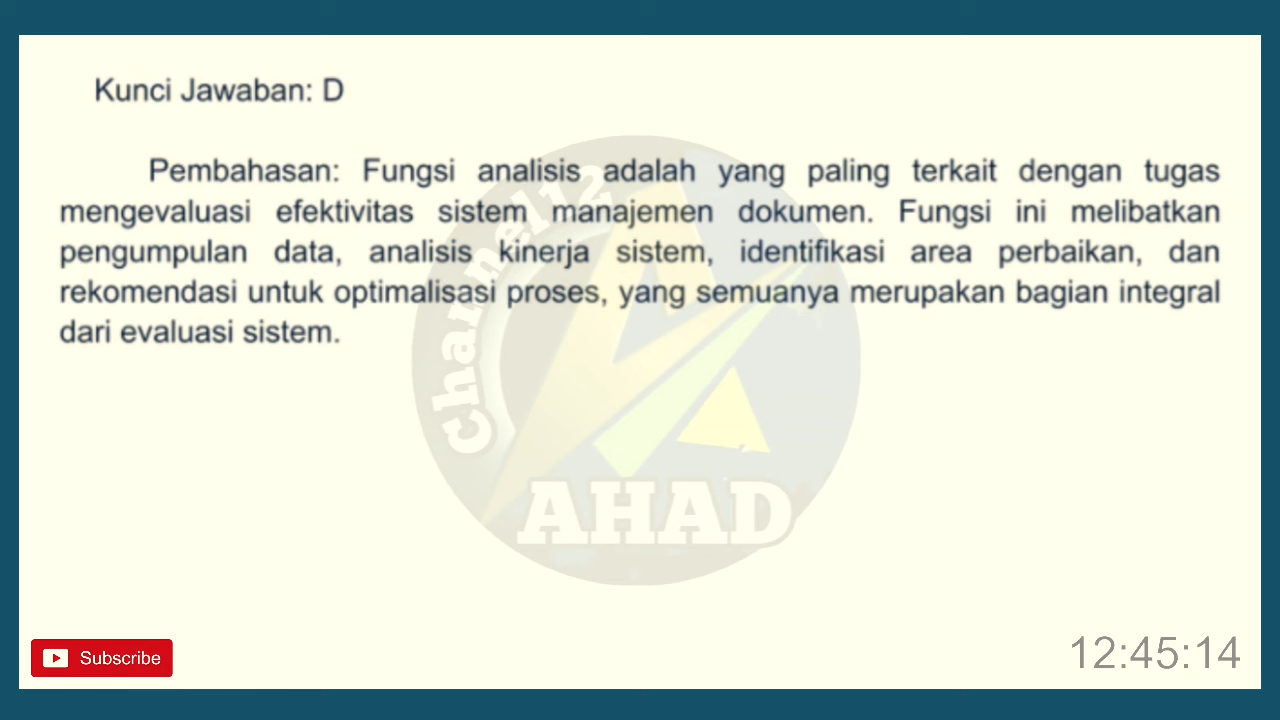 Kunci Jawaban: D
Pembahasan: Fungsi analisis adalah yang paling terkait dengan tugas
mengevaluasi efektivitas sistem manajemen dokumen. Fungsi ini melibatkan
pengumpulan data, analisis kinerja sistem, identifikasi area perbaikan, dan
rekomendasi untuk optimalisasi proses, yang semuanya merupakan bagian integral
dari evaluasi sistem.
Channel12
AHAD
Subscribe
12:45:14